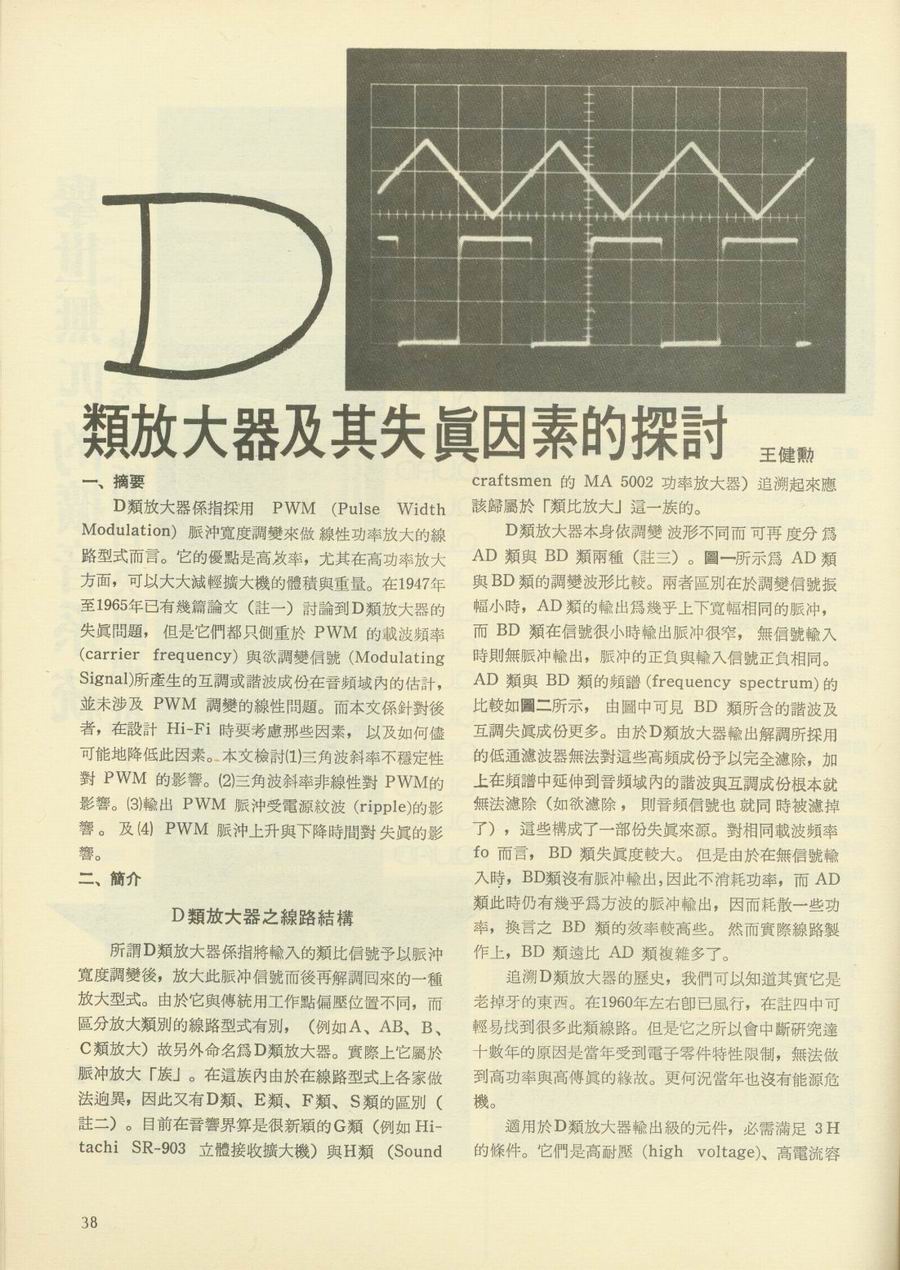 D
類放大器及其失眞因素的探討
王健勲
一、摘要
D類放大器係指採用 PWM (Pulse Width
Modulation) 脈沖寬度調變來做 線性功率放大的線
路型式而言。它的優點是高效率，尤其在高功率放大
方面，可以大大減輕擴大機的體積與重量。在1947年
至1965年已有幾篇論文（註一）討論到D類放大器的
失眞問題， 但是它們都只側重於 PWM 的載波頻率
(carrier frequency) 與欲調變信號 (Modulating
Signal)所產生的互調或諧波成份在音頻域內的估計，
並未涉及 PWM 調變的線性問題。而本文係針對後
者，在設計 Hi-Fi 時要考慮那些因素， 以及如何儘
可能地降低此因素。本文檢討⑴三角波斜率不穩定性
對 PWM 的影響。⑵三角波斜率非線性對 PWM的
影響。⑶輸出 PWM 脈沖受電源紋波 (ripple)的影
響。 及⑷ PWM 脈沖上升與下降時間對失眞的影
響。
二、簡介
D類放大器之線路結構
所謂D類放大器係指將輸入的類比信號予以脈沖
寬度調變後，放大此脈冲信號而後再解調回來的一種
放大型式。由於它與傳統用工作點偏壓位置不同，而
區分放大類別的線路型式有別，（例如A、AB、B、
C類放大）故另外命名爲D類放大器。實際上它屬於
脈冲放大「族」。在這族內由於在線路型式上各家做
法逈異，因此又有D類、E類、F類、S類的區別（
註二）。目前在音響界算是很新穎的G類（例如 Hi-
tachi SR-903 立體接收擴大機）與H類 (Sound
craftsmen 的 MA 5002 功率放大器）追溯起來應
該歸屬於「類比放大」這一族的。
D類放大器本身依調變 波形不同而 可再 度分 爲
AD 類與 BD 類兩種（註三）。圖一所示爲 AD 類
與BD類的調變波形比較。兩者區別在於調變信號振
幅小時，AD 類的輸出爲幾乎上下寬幅相同的脈冲，
而 BD 類在信號很小時輸出脈冲很窄， 無信號輸入
時則無脈冲輸出，脈冲的正負與輸入信號正負相同。
AD 類與 BD 類的頻譜 (frequency spectrum) 的
比較如圖二所示， 由圖中可見 BD 類所含的諧波及
互調失眞成份更多。由於D類放大器輸出解調所採用
的低通濾波器無法對這些高頻成份予以完全濾除，加
上在頻譜中延伸到音頻域內的諧波與互調成份根本就
無法濾除（如欲濾除， 則音頻信號也 就同 時被 濾掉
了），這些構成了一部份失眞來源。對相同載波頻率
fo 而言， BD 類失眞度較大。 但是由於在無信號輸
入時，BD類沒有脈冲輸出，因此不消耗功率，而 AD
類此時仍有幾乎爲方波的脈冲輸出，因而耗散一些功
率，換言之 BD 類的效率較高些。 然而實際線路製
作上，BD 類遠比 AD 類複雜多了。
追溯D類放大器的歷史，我們可以知道其實它是
老掉牙的東西。在1960年左右卽已風行，在註四中可
輕易找到很多此類線路。但是它之所以會中斷研究達
十數年的原因是當年受到電子零件特性限制，無法做
到高功率與高傳眞的緣故。更何況當年也沒有能源危
機。
適用於D類放大器輸出級的元件，必需滿足 3H
的條件。它們是高耐壓 (high voltage)、高電流容
38